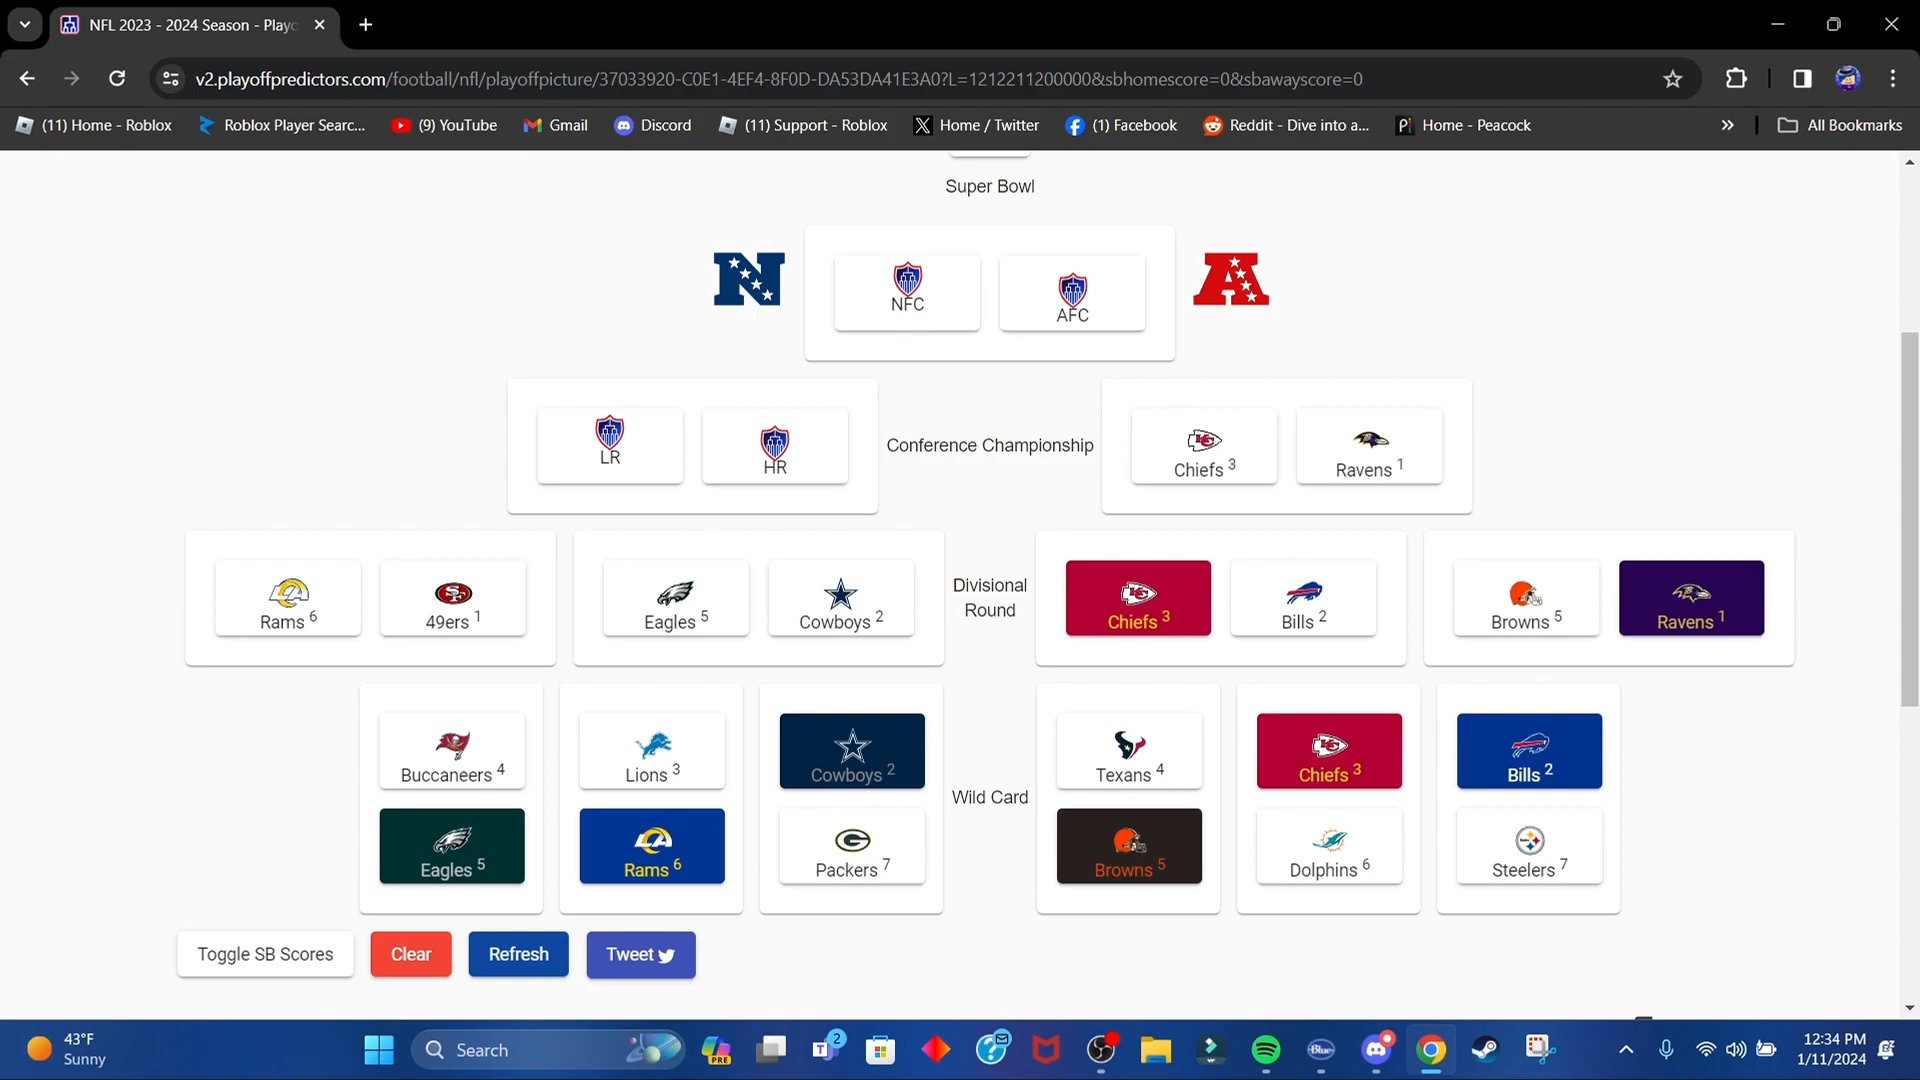 NFL 2023 - 2024 Season - Playo
v2.playoffpredictors.com/football/nfl/playoffpicture/37033920-C0E1-4EF4-8F0D-DA53DA41E3A0?L=1212211200000&sbhomescore=0&sbawayscore=0
(11) Home - Roblox Roblox Player Searc... (9) YouTube Gmail Discord (11) Support - Roblox Home / Twitter (1) Facebook Reddit - Dive into a... Home - Peacock All Bookmarks
Super Bowl
NFC AFC
LR HR Conference Championship Chiefs 3 Ravens 1
Rams 6 49ers 1 Eagles 5 Cowboys 2 Divisional Round Chiefs 3 Bills 2 Browns 5 Ravens 1
Buccaneers 4 Lions 3 Cowboys 2 Texans 4 Chiefs 3 Bills 2
Wild Card
Eagles 5 Rams 6 Packers 7 Browns 5 Dolphins 6 Steelers 7
Toggle SB Scores Clear Refresh Tweet
43°F
Sunny
Search
PRE
2
Blue
12:34 PM
1/11/2024